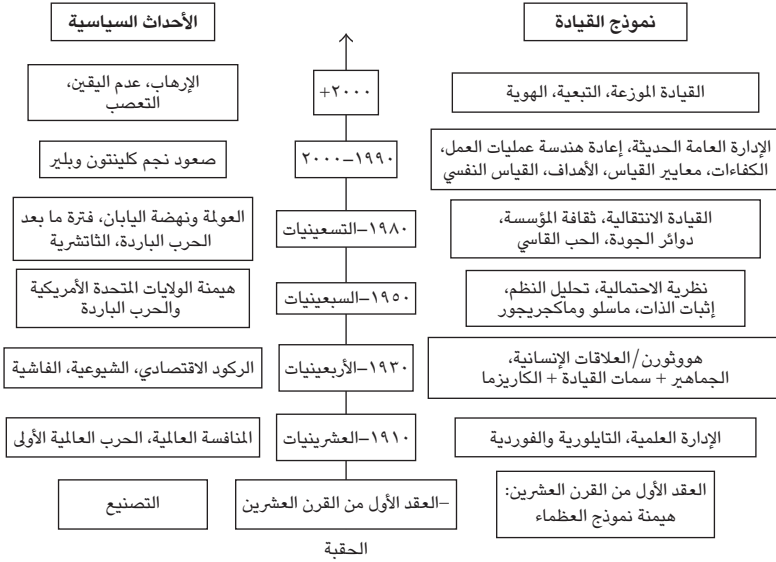 نموذج القيادة
الأحداث السياسية
القيادة الموزعة، التبعية، الهوية
+٢٠٠٠
الإرهاب، عدم اليقين،
التعصب
الإدارة العامة الحديثة، إعادة هندسة عمليات العمل،
الكفاءات، معايير القياس، الأهداف، القياس النفسي
١٩٩٠–٢٠٠٠
صعود نجم كلينتون وبلير
القيادة الانتقالية، ثقافة المؤسسة،
دوائر الجودة، الحب القاسي
١٩٨٠–التسعينيات
العولمة ونهضة اليابان، فترة ما بعد
الحرب الباردة، الثاتشرية
نظرية الاحتمالية، تحليل النظم،
إثبات الذات، ماسلو وماكجريجور
١٩٥٠–السبعينيات
هيمنة الولايات المتحدة الأمريكية
والحرب الباردة
هووثورن/العلاقات الإنسانية،
الجماهير + سمات القيادة + الكاريزما
١٩٣٠–الأربعينيات
الركود الاقتصادي، الشيوعية، الفاشية
الإدارة العلمية، التايلورية والفوردية
١٩١٠–العشرينيات
المنافسة العالمية، الحرب العالمية الأولى
العقد الأول من القرن العشرين:
هيمنة نموذج العظماء
–العقد الأول من القرن العشرين
التصنيع
الحقبة